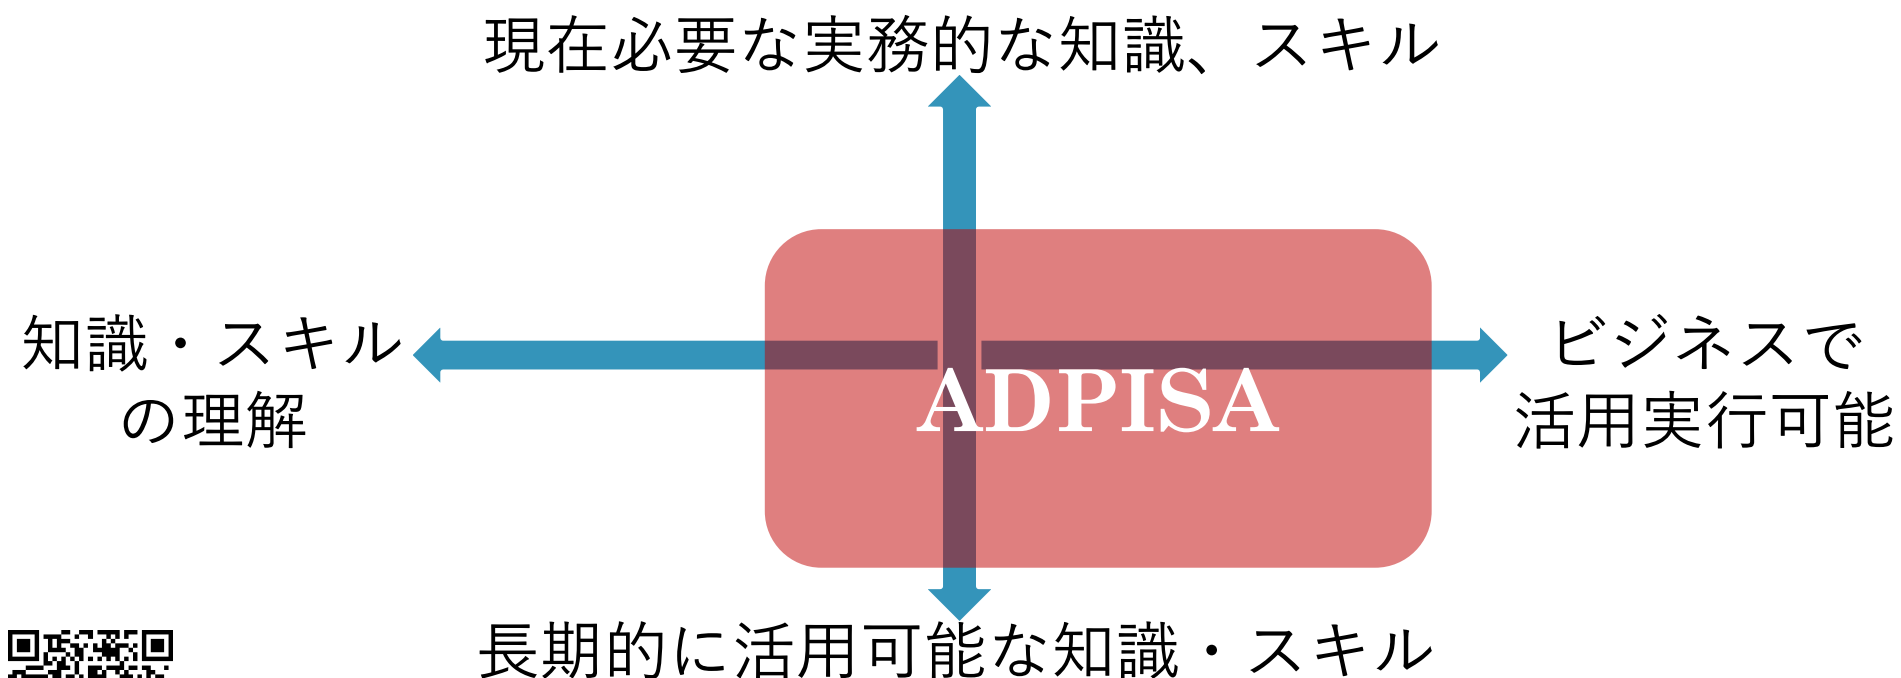 現在必要な実務的な知識、スキル
知識・スキル
の理解
ADPISA
ビジネスで
活用実行可能
長期的に活用可能な知識・スキル